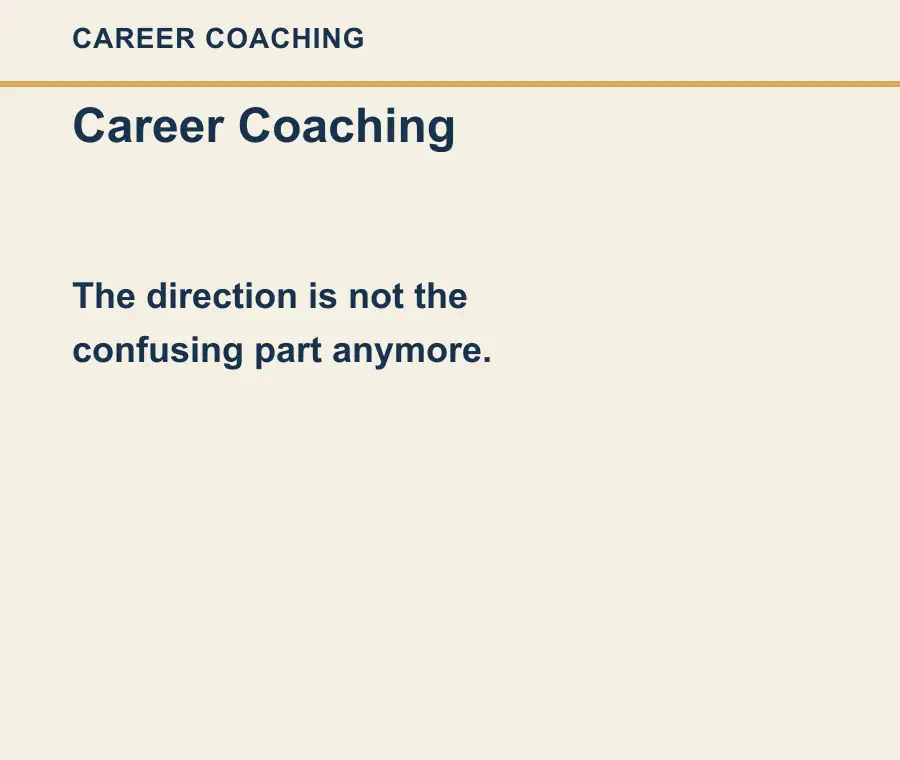 CAREER COACHING
Career Coaching
The direction is not the
confusing part anymore.